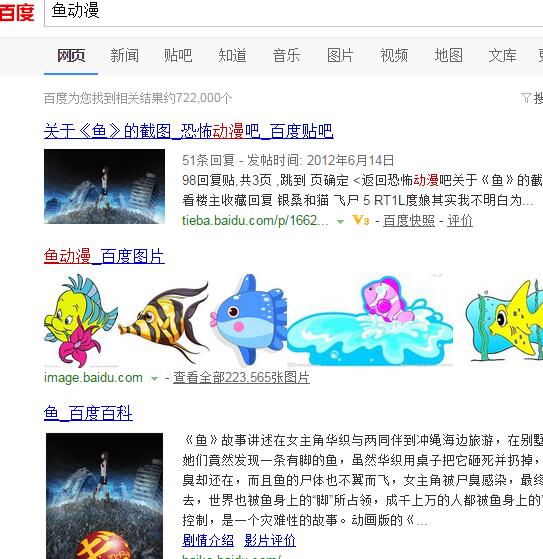 百度
鱼动漫
网页 新闻 贴吧 知道 音乐 图片 视频 地图 文库
百度为您找到相关结果约722,000个
关于《鱼》的截图_恐怖动漫吧_百度贴吧
51条回复 - 发帖时间: 2012年6月14日
98回复贴,共3页 ,跳到 页确定 <返回恐怖动漫吧关于《鱼》的截
看楼主收藏回复 银桑和猫 飞尸 5 RT1L度娘其实我不明白为...
tieba.baidu.com/p/1662... V3 - 百度快照 - 评价
鱼动漫_百度图片
image.baidu.com - 查看全部223,565张图片
鱼_百度百科
《鱼》故事讲述在女主角华织与两同伴到冲绳海边旅游，在别墅
她们竟然发现一条有脚的鱼，虽然华织用桌子把它砸死并扔掉，
臭却还在，而且鱼的尸体也不翼而飞，女主角被尸臭感染，最终
去，世界也被鱼身上的“脚”所占领，成千上万的人都被鱼身上的
控制，是一个灾难性的故事。动画版的《...
剧情介绍 影片评价